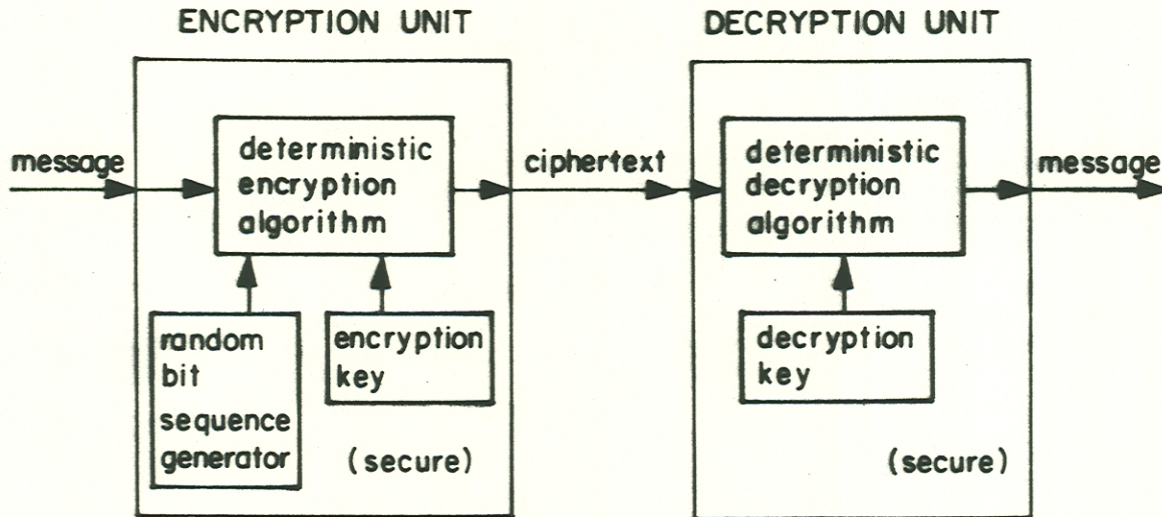 ENCRYPTION UNIT
DECRYPTION UNIT
message
deterministic
encryption
algorithm
ciphertext
deterministic
decryption
algorithm
message
random
bit
sequence
generator
encryption
key
(secure)
decryption
key
(secure)